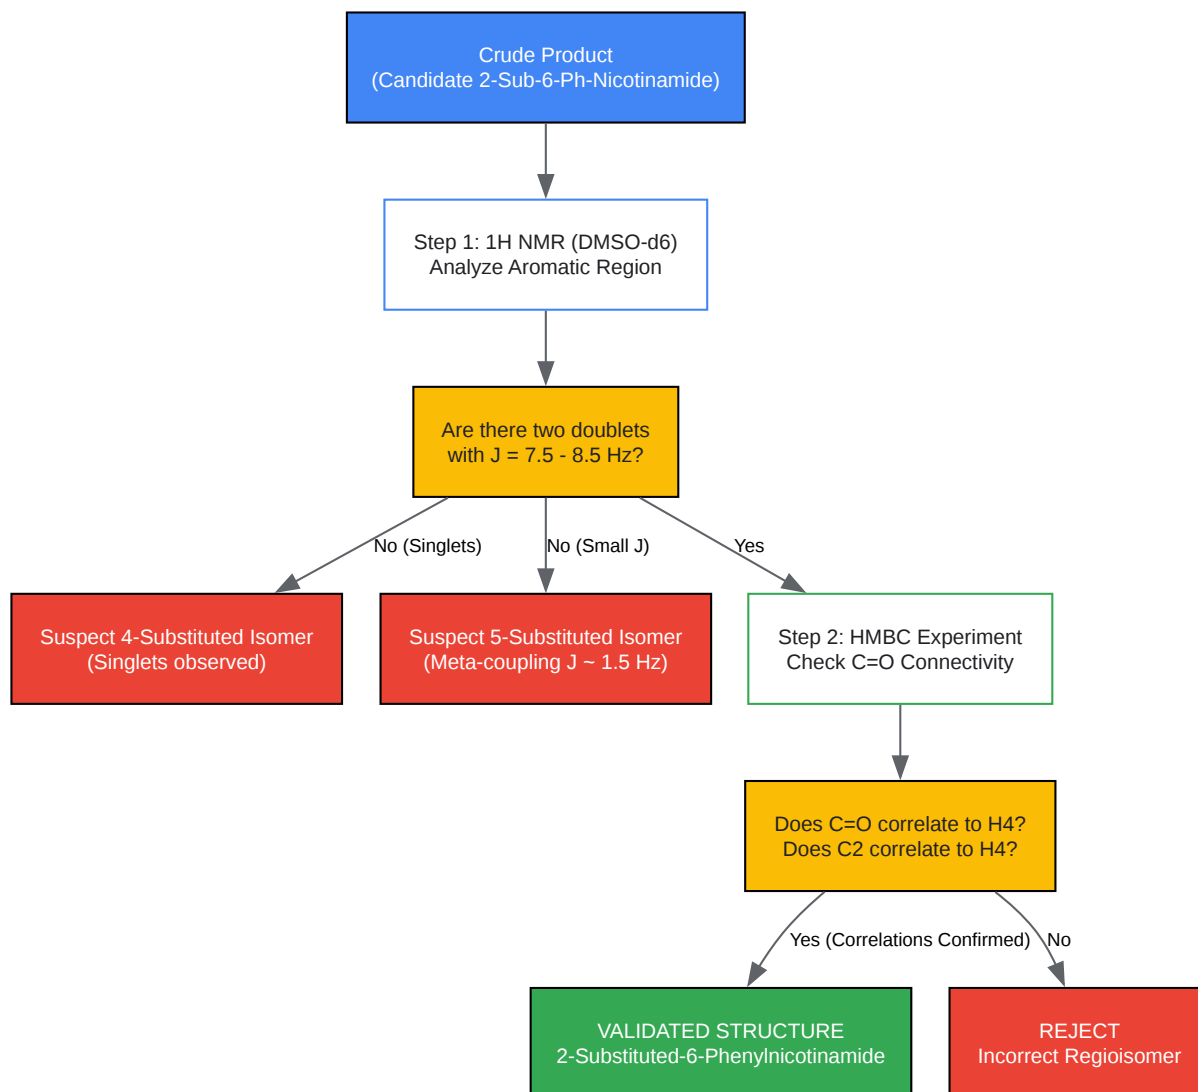 Crude Product
(Candidate 2-Sub-6-Ph-Nicotinamide)
Step 1: 1H NMR (DMSO-d6)
Analyze Aromatic Region
Are there two doublets
with J = 7.5 - 8.5 Hz?
No (Singlets)
No (Small J)
Yes
Suspect 4-Substituted Isomer
(Singlets observed)
Suspect 5-Substituted Isomer
(Meta-coupling J ~ 1.5 Hz)
Step 2: HMBC Experiment
Check C=O Connectivity
Does C=O correlate to H4?
Does C2 correlate to H4?
Yes (Correlations Confirmed)
No
VALIDATED STRUCTURE
2-Substituted-6-Phenylnicotinamide
REJECT
Incorrect Regioisomer